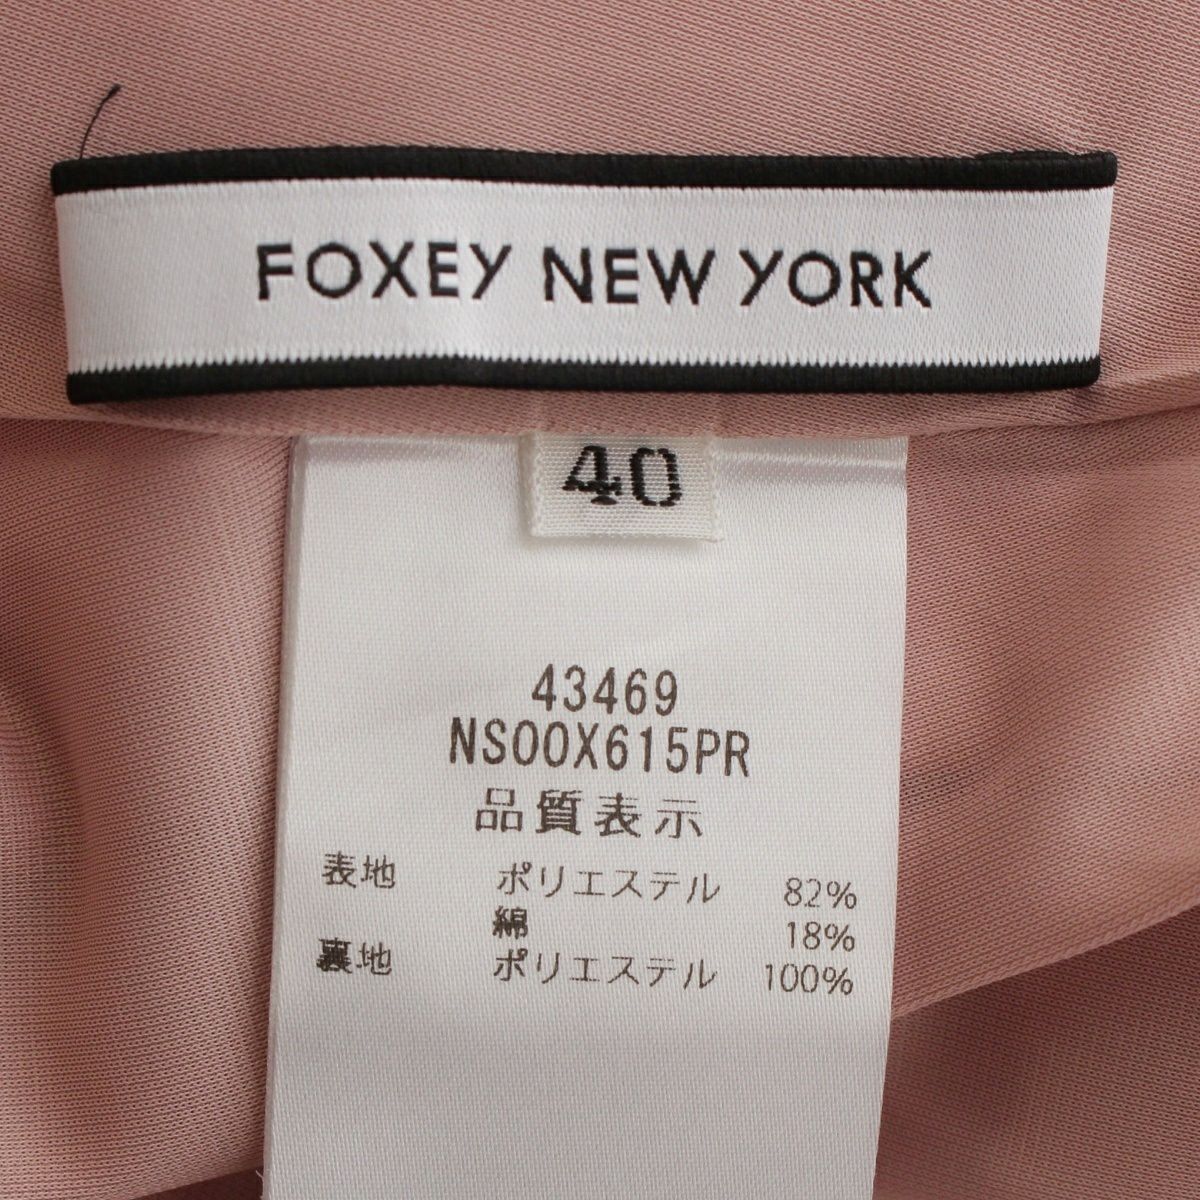 FOXEY NEW YORK
40
43469
NSOOX615PR
品質表示
表地 ポリエステル 82%
綿 18%
裏地 ポリエステル 100%